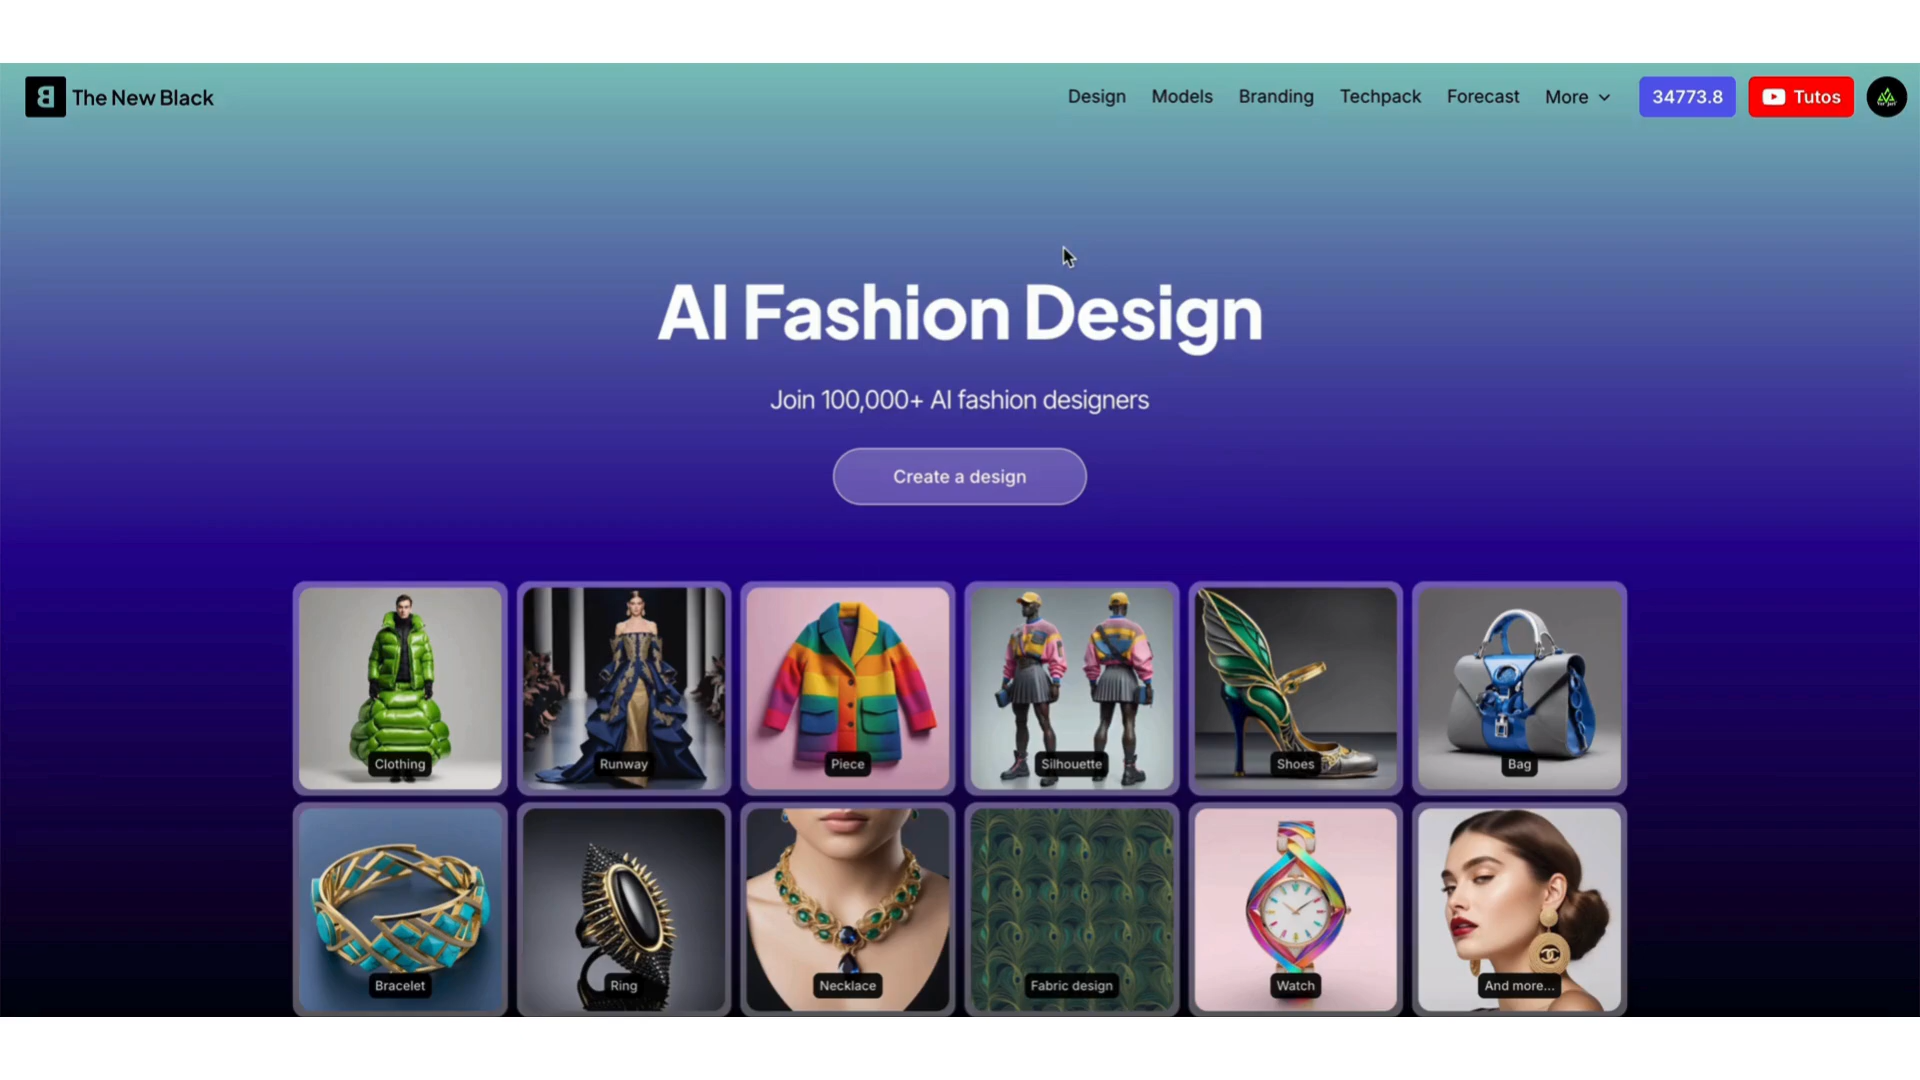 B The New Black
Design Models Branding Techpack Forecast More 34773.8 Tutos
AI Fashion Design
Join 100,000+ AI fashion designers
Create a design
Clothing Runway Piece Silhouette Shoes Bag
Bracelet Ring Necklace Fabric design Watch And more...